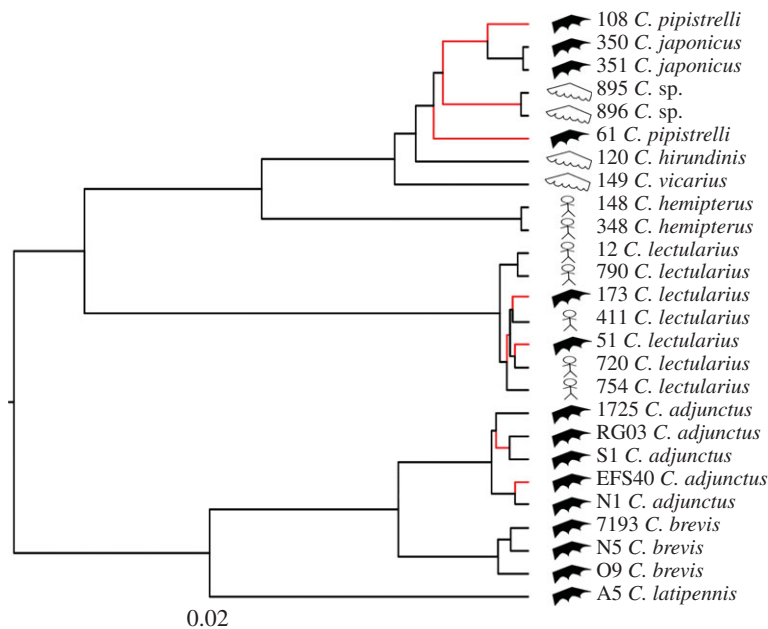 108 C. pipistrelli
350 C. japonicus
351 C. japonicus
895 C. sp.
896 C. sp.
61 C. pipistrelli
120 C. hirundinis
149 C. vicarius
148 C. hemipterus
348 C. hemipterus
12 C. lectularius
790 C. lectularius
173 C. lectularius
411 C. lectularius
51 C. lectularius
720 C. lectularius
754 C. lectularius
1725 C. adjunctus
RG03 C. adjunctus
S1 C. adjunctus
EFS40 C. adjunctus
N1 C. adjunctus
7193 C. brevis
N5 C. brevis
O9 C. brevis
A5 C. latipennis
0.02